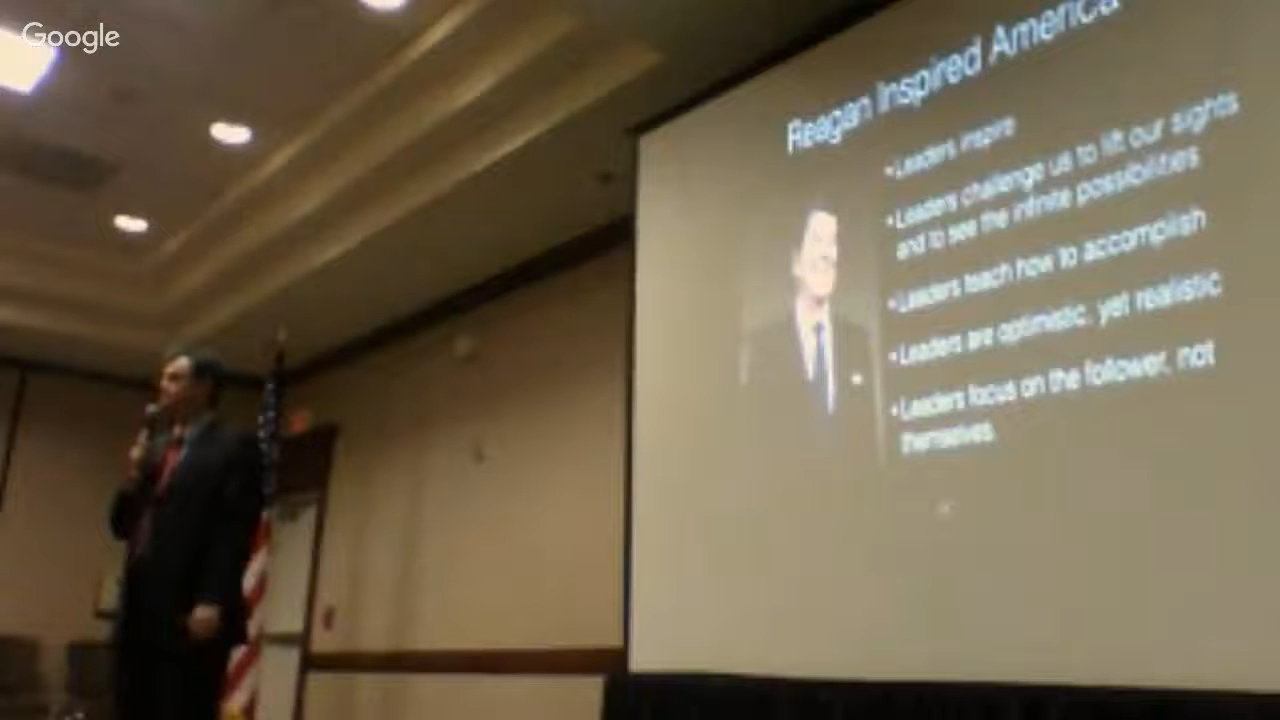 Google
Reagan Inspired America
• Leaders inspire
• Leaders challenge us to lift our sights
and to see the infinite possibilities
• Leaders teach how to accomplish
• Leaders are optimistic, yet realistic
• Leaders focus on the follower, not
themselves.